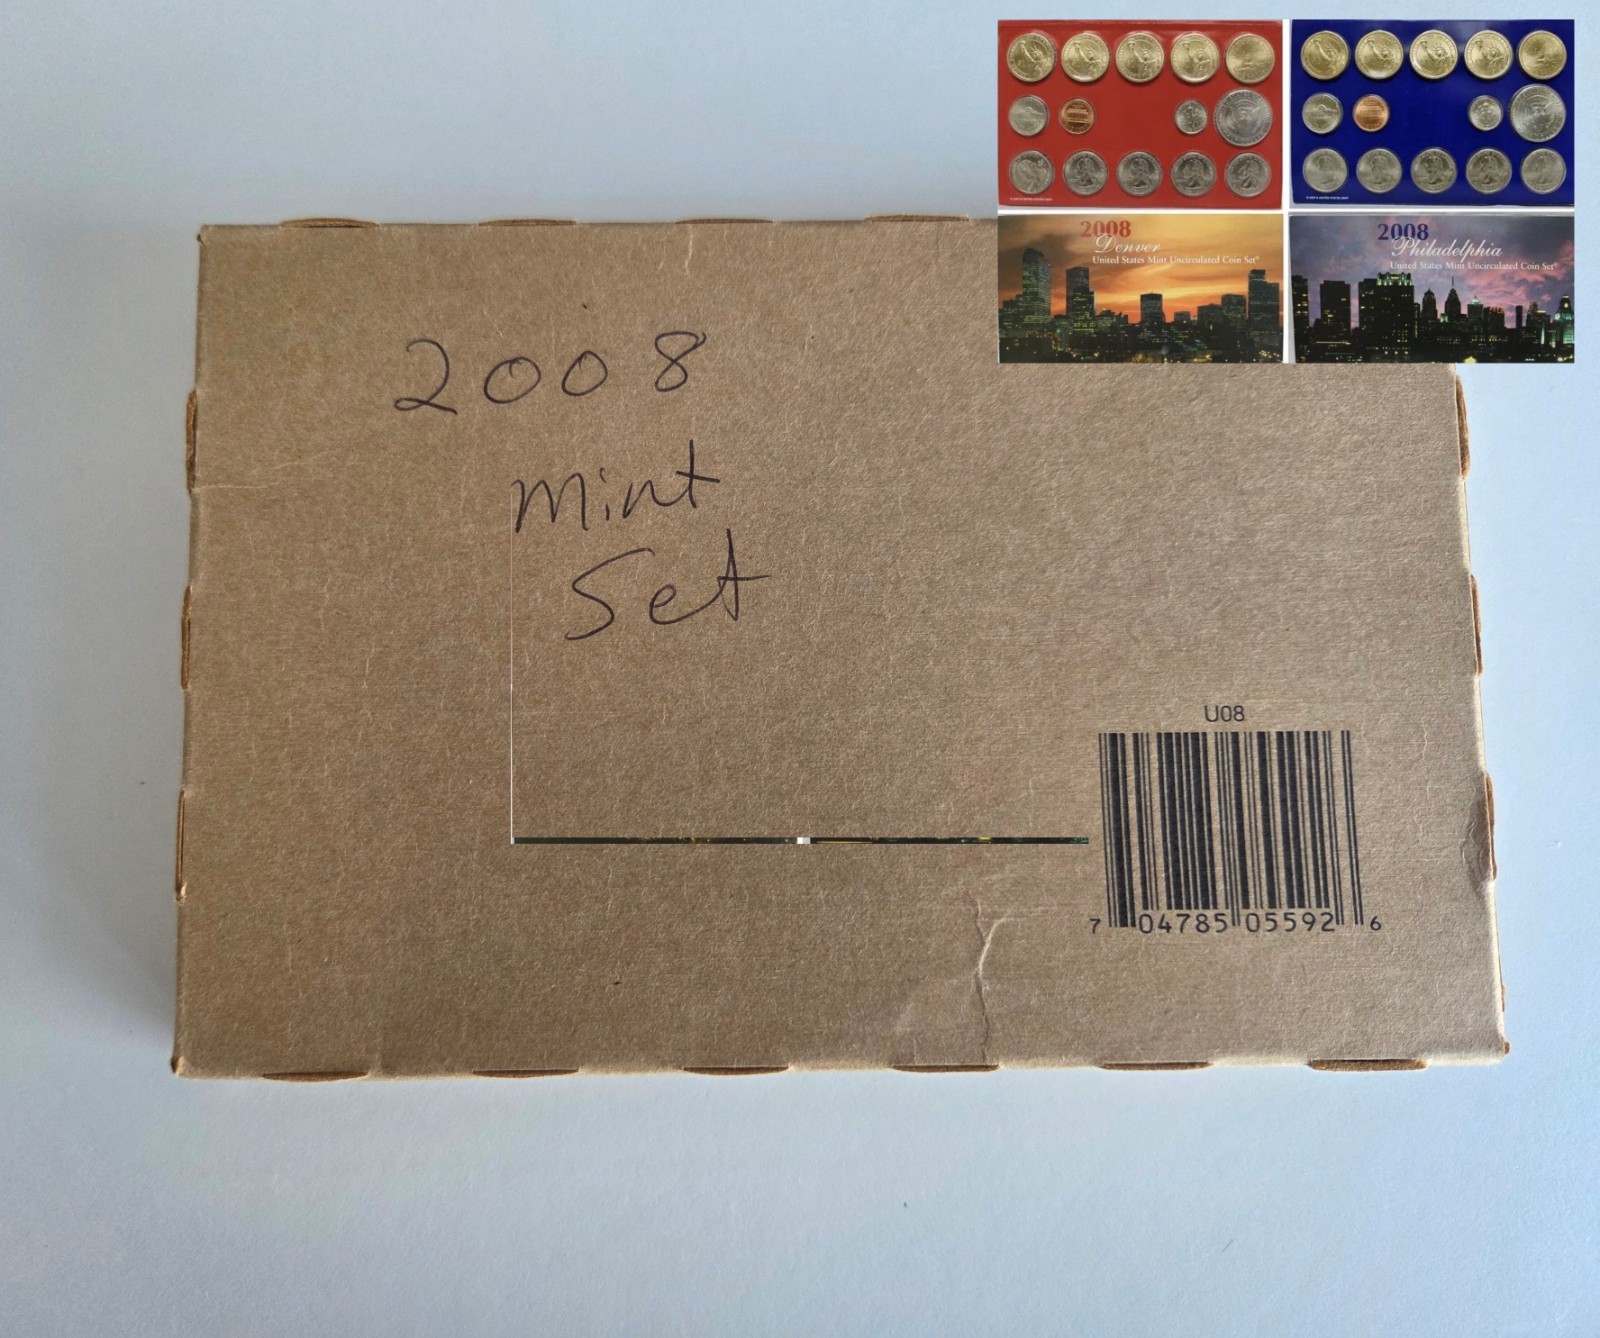 2008
Denver
United States Mint Uncirculated Coin Set®
2008
Philadelphia
United States Mint Uncirculated Coin Set®
2008
Mint
Set
U08
7 04785 05592 6